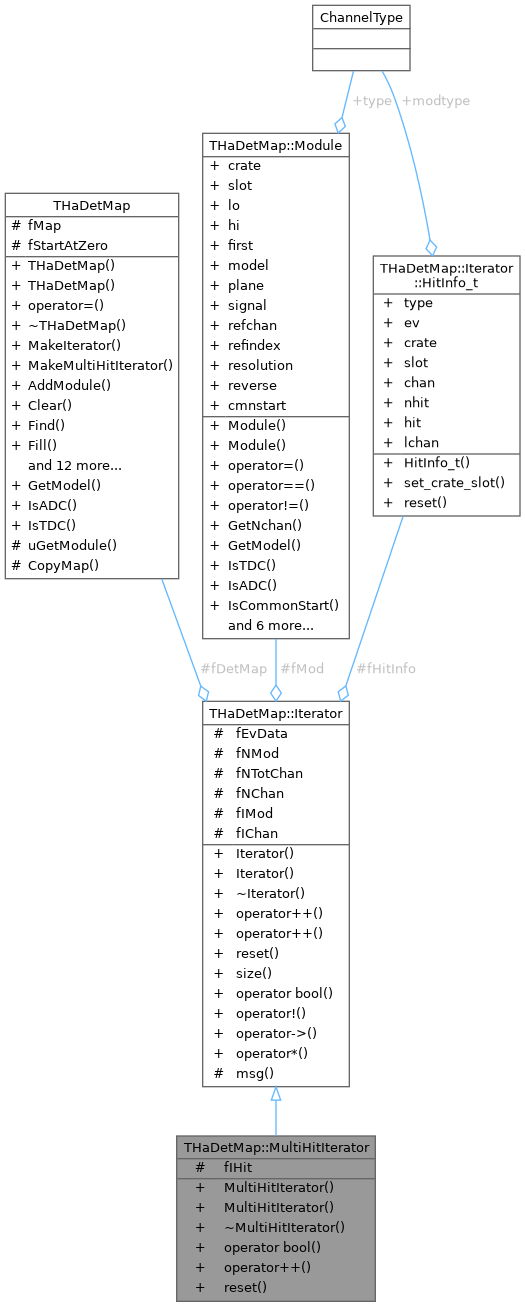 ChannelType
+type
+modtype
THaDetMap::Module
+ crate
+ slot
+ lo
+ hi
+ first
+ model
+ plane
+ signal
+ refchan
+ refindex
+ resolution
+ reverse
+ cmnstart
+ Module()
+ Module()
+ operator=()
+ operator==()
+ operator!=()
+ GetNchan()
+ GetModel()
+ IsTDC()
+ IsADC()
+ IsCommonStart()
and 6 more...
THaDetMap
# fMap
# fStartAtZero
+ THaDetMap()
+ THaDetMap()
+ operator=()
+ ~THaDetMap()
+ MakeIterator()
+ MakeMultiHitIterator()
+ AddModule()
+ Clear()
+ Find()
+ Fill()
and 12 more...
+ GetModel()
+ IsADC()
+ IsTDC()
# uGetModule()
# CopyMap()
THaDetMap::Iterator
::HitInfo_t
+ type
+ ev
+ crate
+ slot
+ chan
+ nhit
+ hit
+ lchan
+ HitInfo_t()
+ set_crate_slot()
+ reset()
#fDetMap
#fMod
#fHitInfo
THaDetMap::Iterator
# fEvData
# fNMod
# fNTotChan
# fNChan
# fIMod
# fIChan
+ Iterator()
+ Iterator()
+ ~Iterator()
+ operator++()
+ operator++()
+ reset()
+ size()
+ operator bool()
+ operator!()
+ operator->()
+ operator*()
# msg()
THaDetMap::MultiHitIterator
# fIHit
+ MultiHitIterator()
+ MultiHitIterator()
+ ~MultiHitIterator()
+ operator bool()
+ operator++()
+ reset()